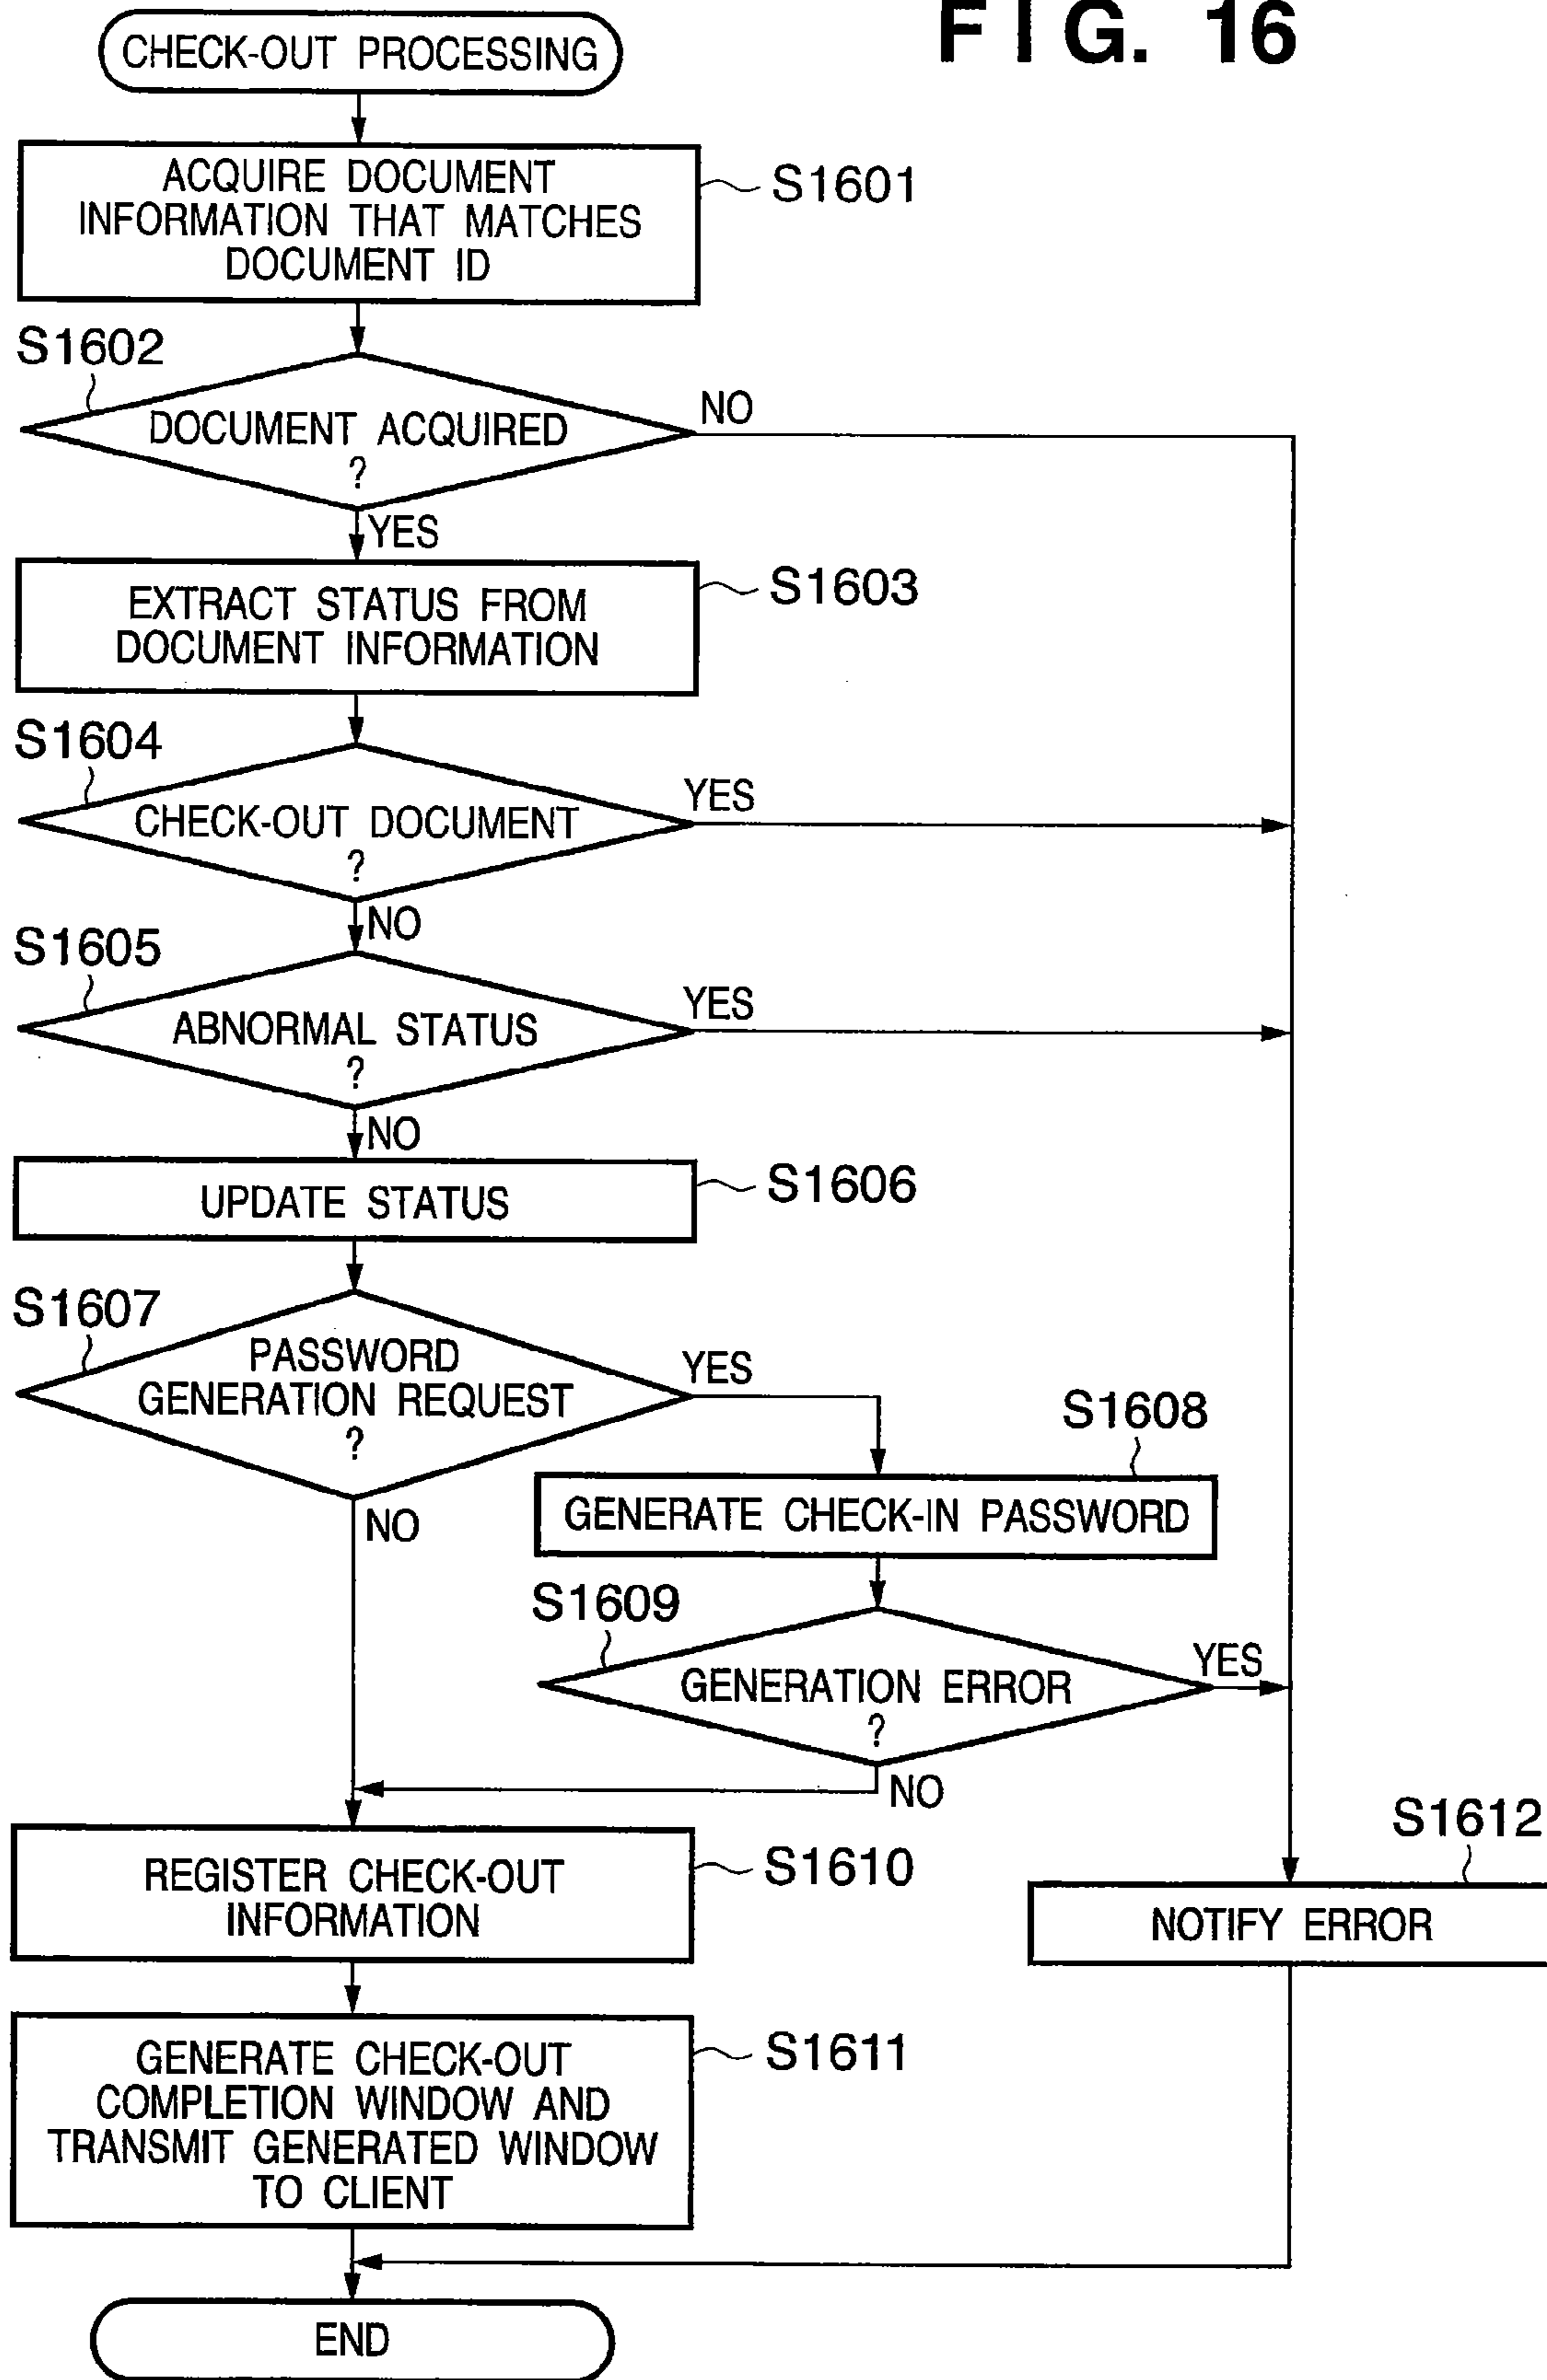 FIG. 16
CHECK-OUT PROCESSING
ACQUIRE DOCUMENT
INFORMATION THAT MATCHES
DOCUMENT ID
S1601
S1602
DOCUMENT ACQUIRED
?
NO
YES
EXTRACT STATUS FROM
DOCUMENT INFORMATION
S1603
S1604
CHECK-OUT DOCUMENT
?
YES
NO
S1605
ABNORMAL STATUS
?
YES
NO
UPDATE STATUS
S1606
S1607
PASSWORD
GENERATION REQUEST
?
YES
NO
S1608
GENERATE CHECK-IN PASSWORD
S1609
GENERATION ERROR
?
YES
NO
REGISTER CHECK-OUT
INFORMATION
S1610
S1612
NOTIFY ERROR
GENERATE CHECK-OUT
COMPLETION WINDOW AND
TRANSMIT GENERATED WINDOW
TO CLIENT
S1611
END